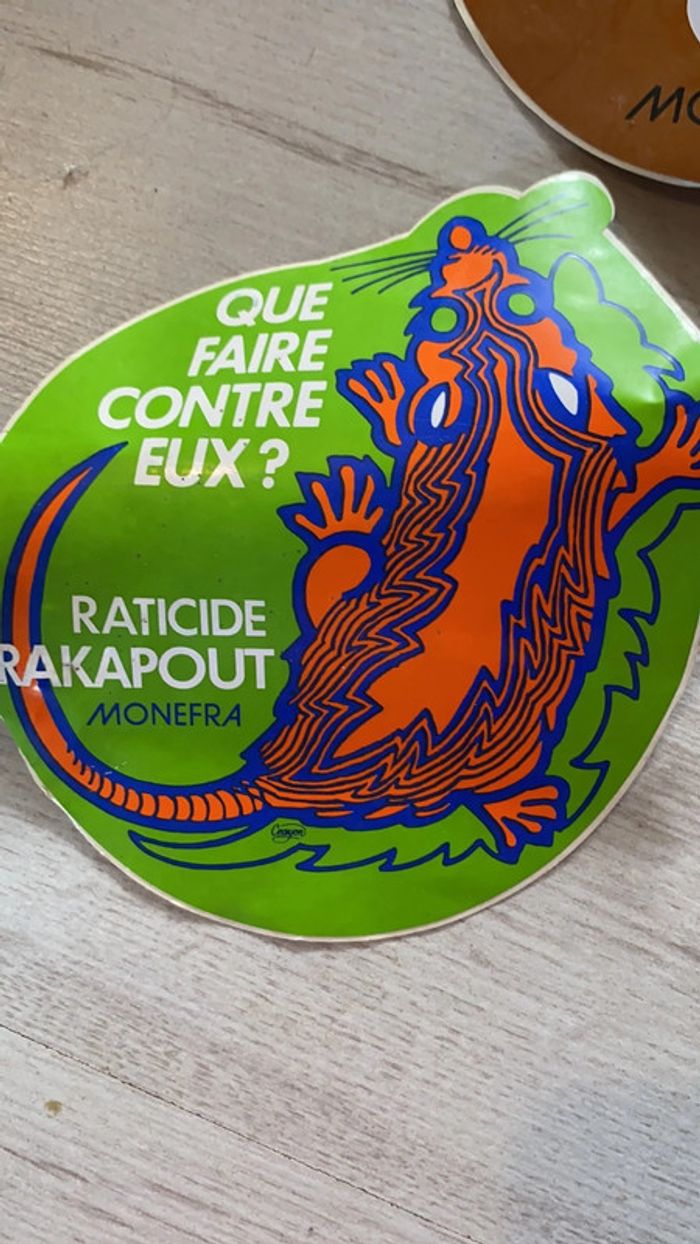 QUE
FAIRE
CONTRE
EUX ?
RATICIDE
RAKAPOUT
MONEFRA